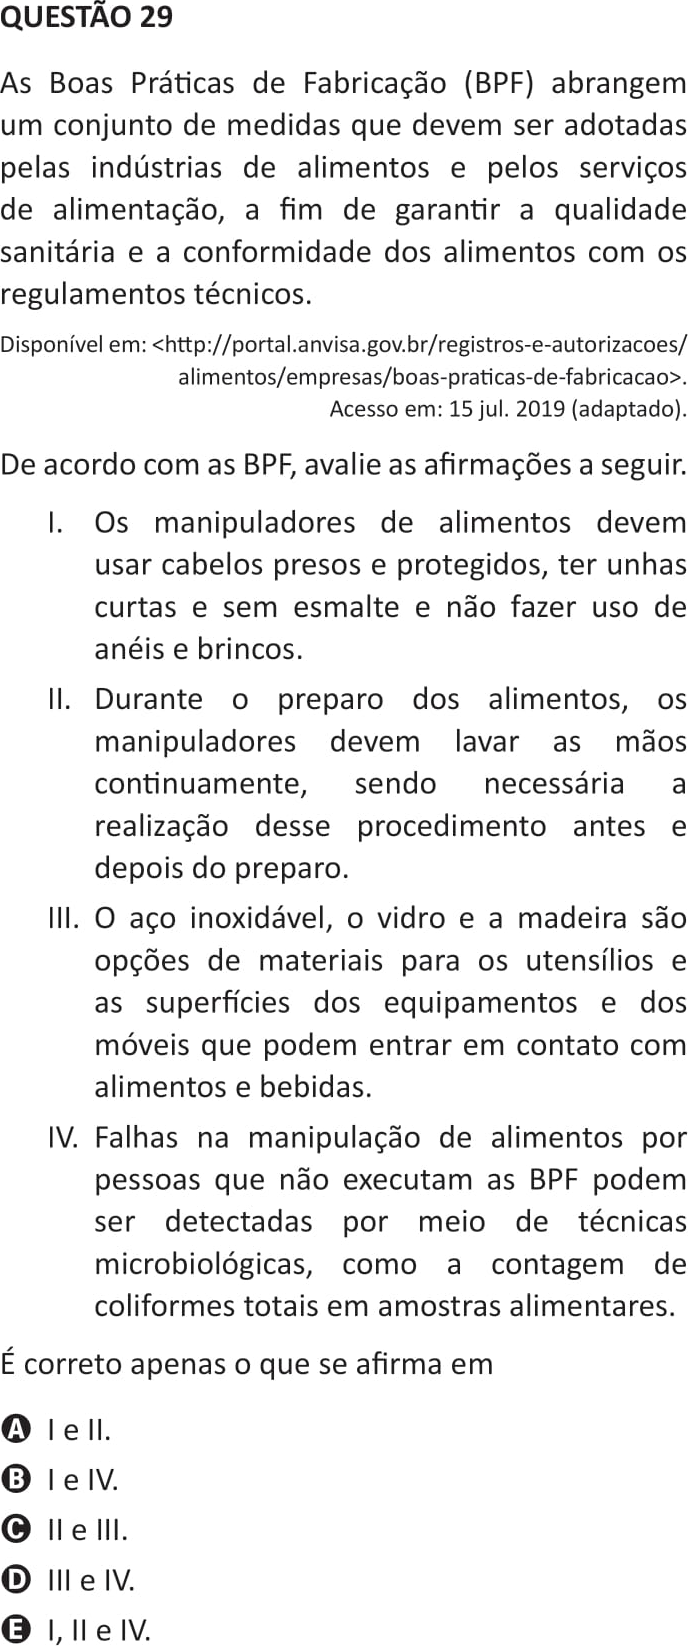 QUESTÃO 29
As Boas Práticas de Fabricação (BPF) abrangem
um conjunto de medidas que devem ser adotadas
pelas indústrias de alimentos e pelos serviços
de alimentação, a fim de garantir a qualidade
sanitária e a conformidade dos alimentos com os
regulamentos técnicos.
Disponível em: <http://portal.anvisa.gov.br/registros-e-autorizacoes/
alimentos/empresas/boas-praticas-de-fabricacao>.
Acesso em: 15 jul. 2019 (adaptado).
De acordo com as BPF, avalie as afirmações a seguir.
I. Os manipuladores de alimentos devem
usar cabelos presos e protegidos, ter unhas
curtas e sem esmalte e não fazer uso de
anéis e brincos.
II. Durante o preparo dos alimentos, os
manipuladores devem lavar as mãos
continuamente, sendo necessária a
realização desse procedimento antes e
depois do preparo.
III. O aço inoxidável, o vidro e a madeira são
opções de materiais para os utensílios e
as superfícies dos equipamentos e dos
móveis que podem entrar em contato com
alimentos e bebidas.
IV. Falhas na manipulação de alimentos por
pessoas que não executam as BPF podem
ser detectadas por meio de técnicas
microbiológicas, como a contagem de
coliformes totais em amostras alimentares.
É correto apenas o que se afirma em
A I e II.
B I e IV.
C II e III.
D III e IV.
E I, II e IV.